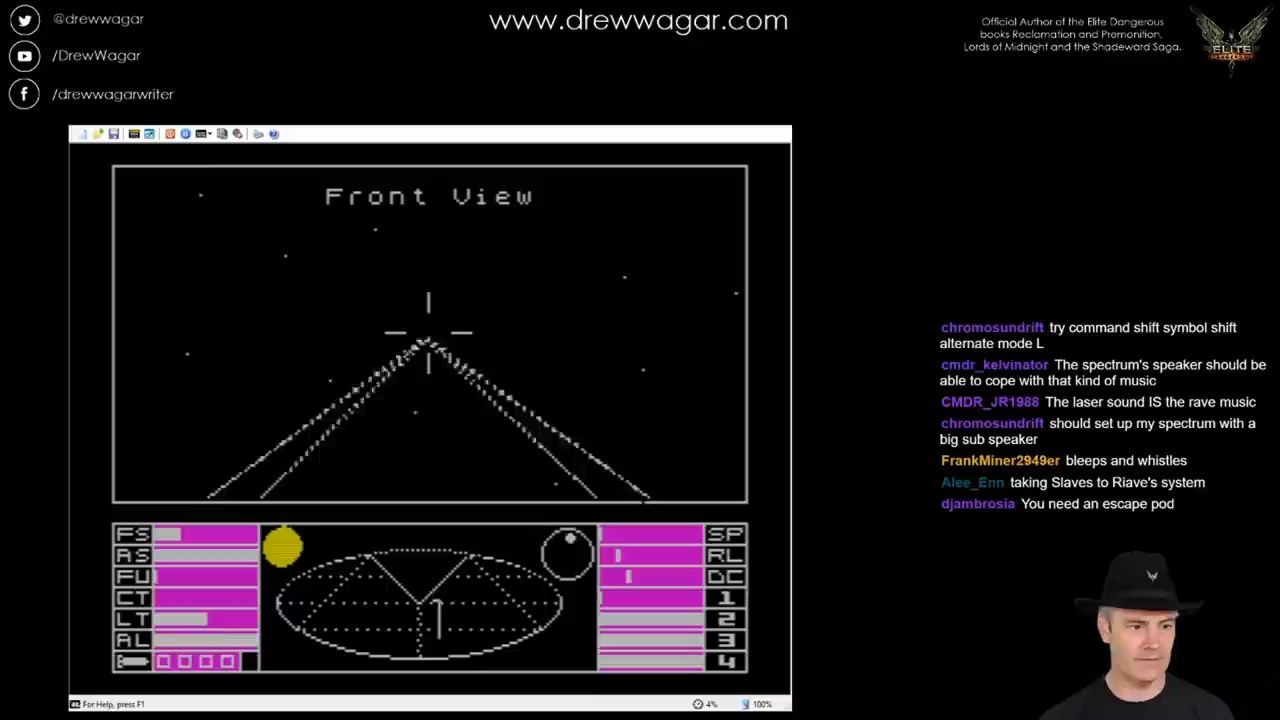 @drewwagar
/DrewWagar
/drewwagarwriter
www.drewwagar.com
Official Author of the Elite Dangerous
books Reclamation and Premonition,
Lords of Midnight and the Shadeward Saga.
ELITE
Front View
FS
AS
FU
CT
LT
AL
SP
RL
DC
1
2
3
4
For Help, press F1
4%
100%
chromosundrift try command shift symbol shift
alternate mode L
cmdr_kelvinator The spectrum's speaker should be
able to cope with that kind of music
CMDR_JR1988 The laser sound IS the rave music
chromosundrift should set up my spectrum with a
big sub speaker
FrankMiner2949er bleeps and whistles
Alee_Enn taking Slaves to Riave's system
djambrosia You need an escape pod